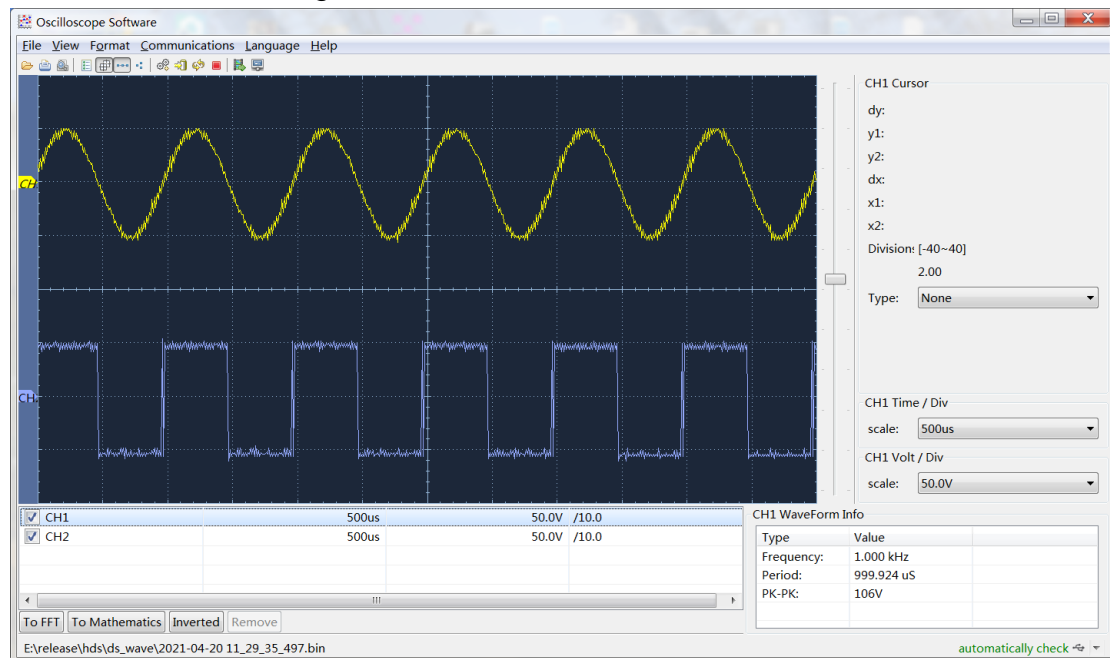 Oscilloscope Software
File View Format Communications Language Help
CH1 Cursor
dy:
y1:
y2:
dx:
x1:
x2:
Division: [-40~40]
2.00
Type: None
CH
CH
CH1 Time / Div
scale: 500us
CH1 Volt / Div
scale: 50.0V
CH1 500us 50.0V /10.0
CH2 500us 50.0V /10.0
CH1 WaveForm Info
Type Value
Frequency: 1.000 kHz
Period: 999.924 uS
PK-PK: 106V
To FFT To Mathematics Inverted Remove
E:\release\hds\ds_wave\2021-04-20 11_29_35_497.bin automatically check